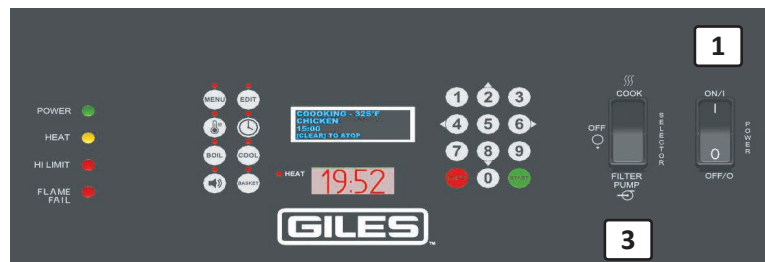 1
POWER
HEAT
HI LIMIT
FLAME
FAIL
MENU
EDIT
BOIL
COOL
BASKET
COOOKING - 325°F
CHICKEN
15:00
[CLEAR] TO ATOP
HEAT
19:52
GILES
TM
1 2 3
4 5 6
7 8 9
0
START
COOK
OFF
SELECTOR
FILTER
PUMP
ON/I
I
O
POWER
OFF/O
3